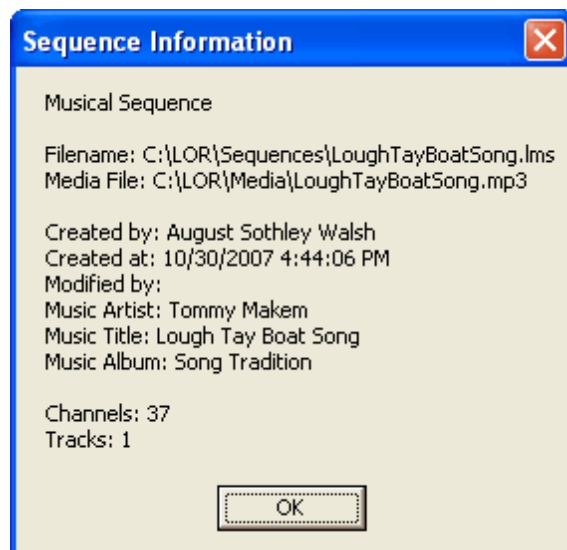 Sequence Information
Musical Sequence
Filename: C:\LOR\Sequences\LoughTayBoatSong.lms
Media File: C:\LOR\Media\LoughTayBoatSong.mp3
Created by: August Sothley Walsh
Created at: 10/30/2007 4:44:06 PM
Modified by:
Music Artist: Tommy Makem
Music Title: Lough Tay Boat Song
Music Album: Song Tradition
Channels: 37
Tracks: 1
OK